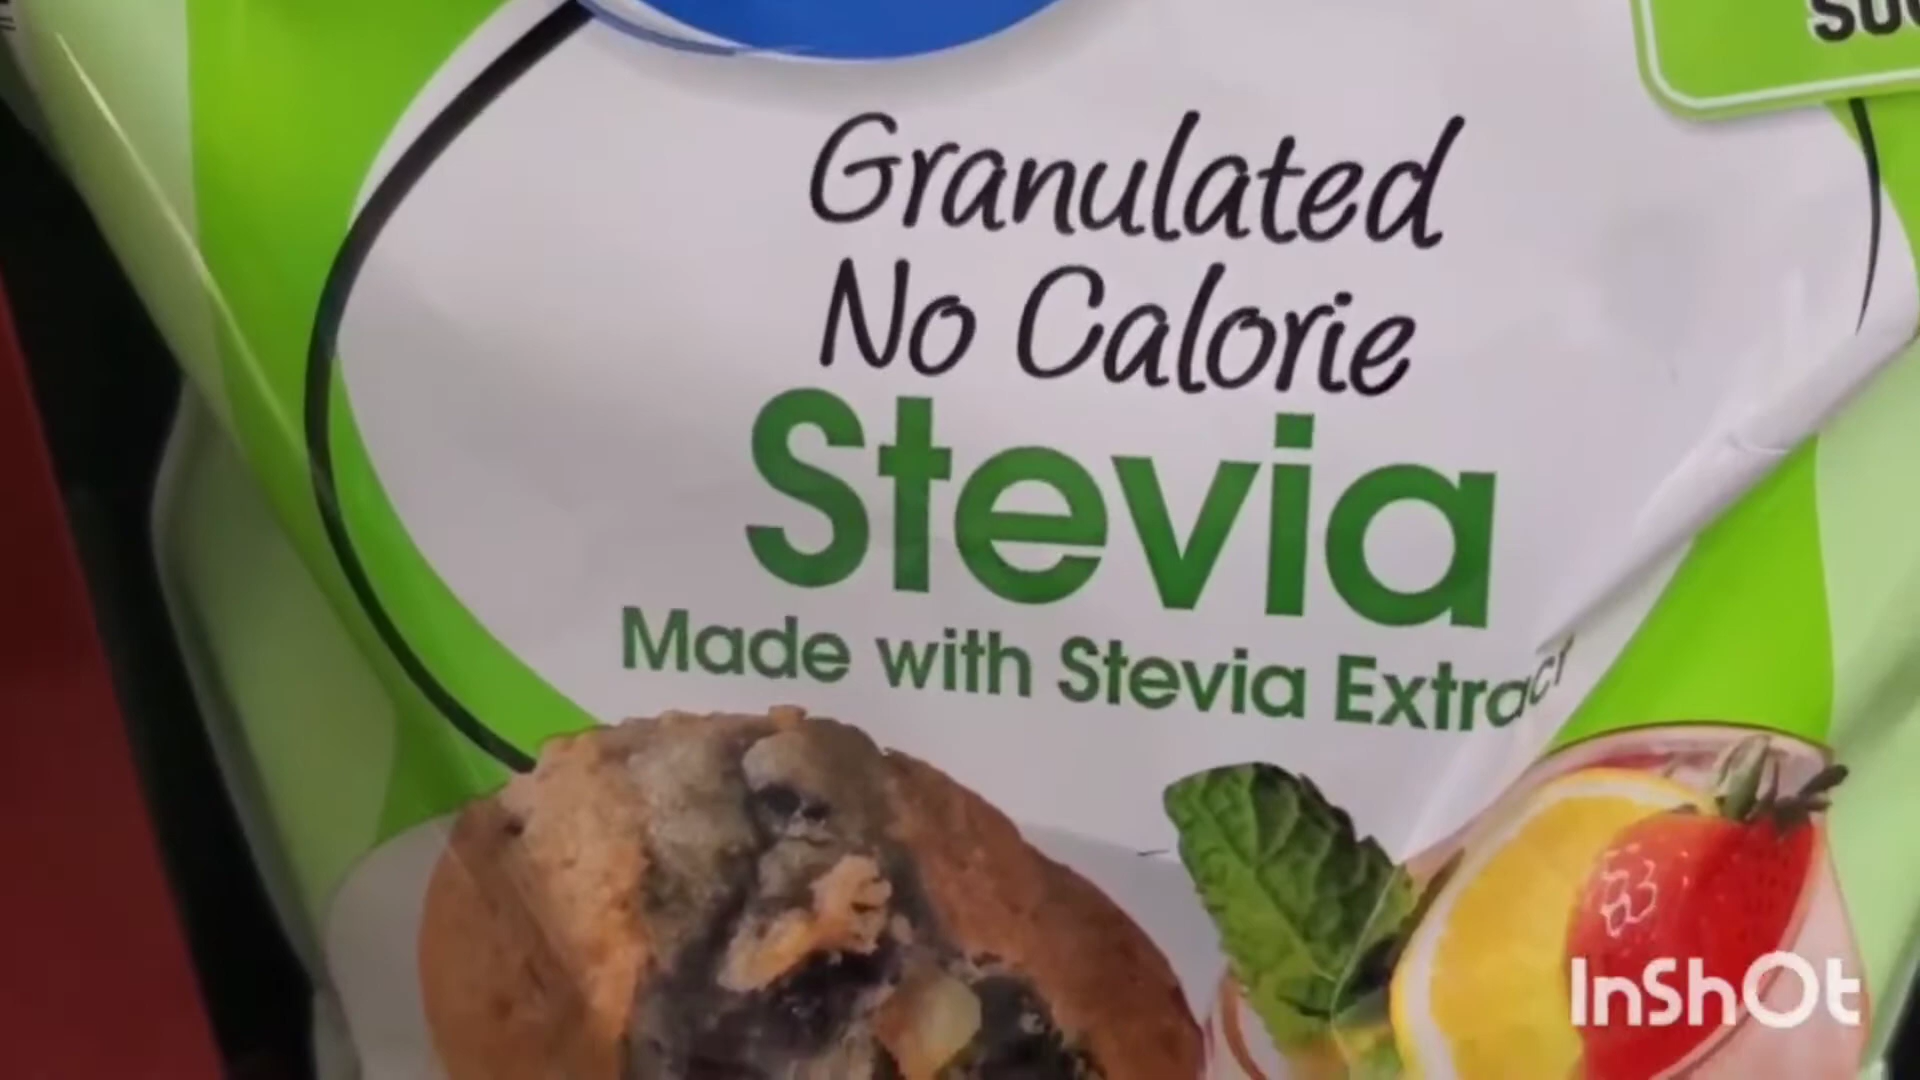 Granulated
No Calorie
Stevia
Made with Stevia Extract
InShOt